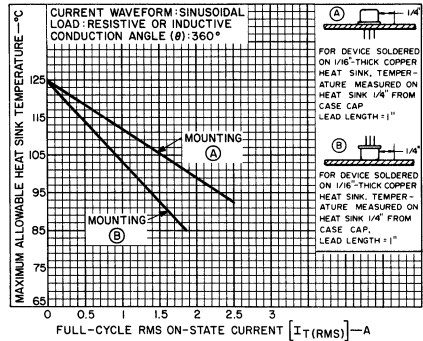 CURRENT WAVEFORM: SINUSOIDAL
LOAD: RESISTIVE OR INDUCTIVE
CONDUCTION ANGLE (θ): 360°
MAXIMUM ALLOWABLE HEAT SINK TEMPERATURE—°C
125
115
105
95
85
75
65
MOUNTING
A
MOUNTING
B
0
0.5
1
1.5
2
2.5
3
FULL-CYCLE RMS ON-STATE CURRENT [IT(RMS)]—A
A
1/4"
FOR DEVICE SOLDERED
ON 1/16"-THICK COPPER
HEAT SINK, TEMPER-
ATURE MEASURED ON
HEAT SINK 1/4" FROM
CASE CAP
LEAD LENGTH = 1"
B
1/4"
FOR DEVICE SOLDERED
ON 1/16"-THICK COPPER
HEAT SINK, TEMPER-
ATURE MEASURED ON
HEAT SINK 1/4" FROM
CASE CAP,
LEAD LENGTH = 1"